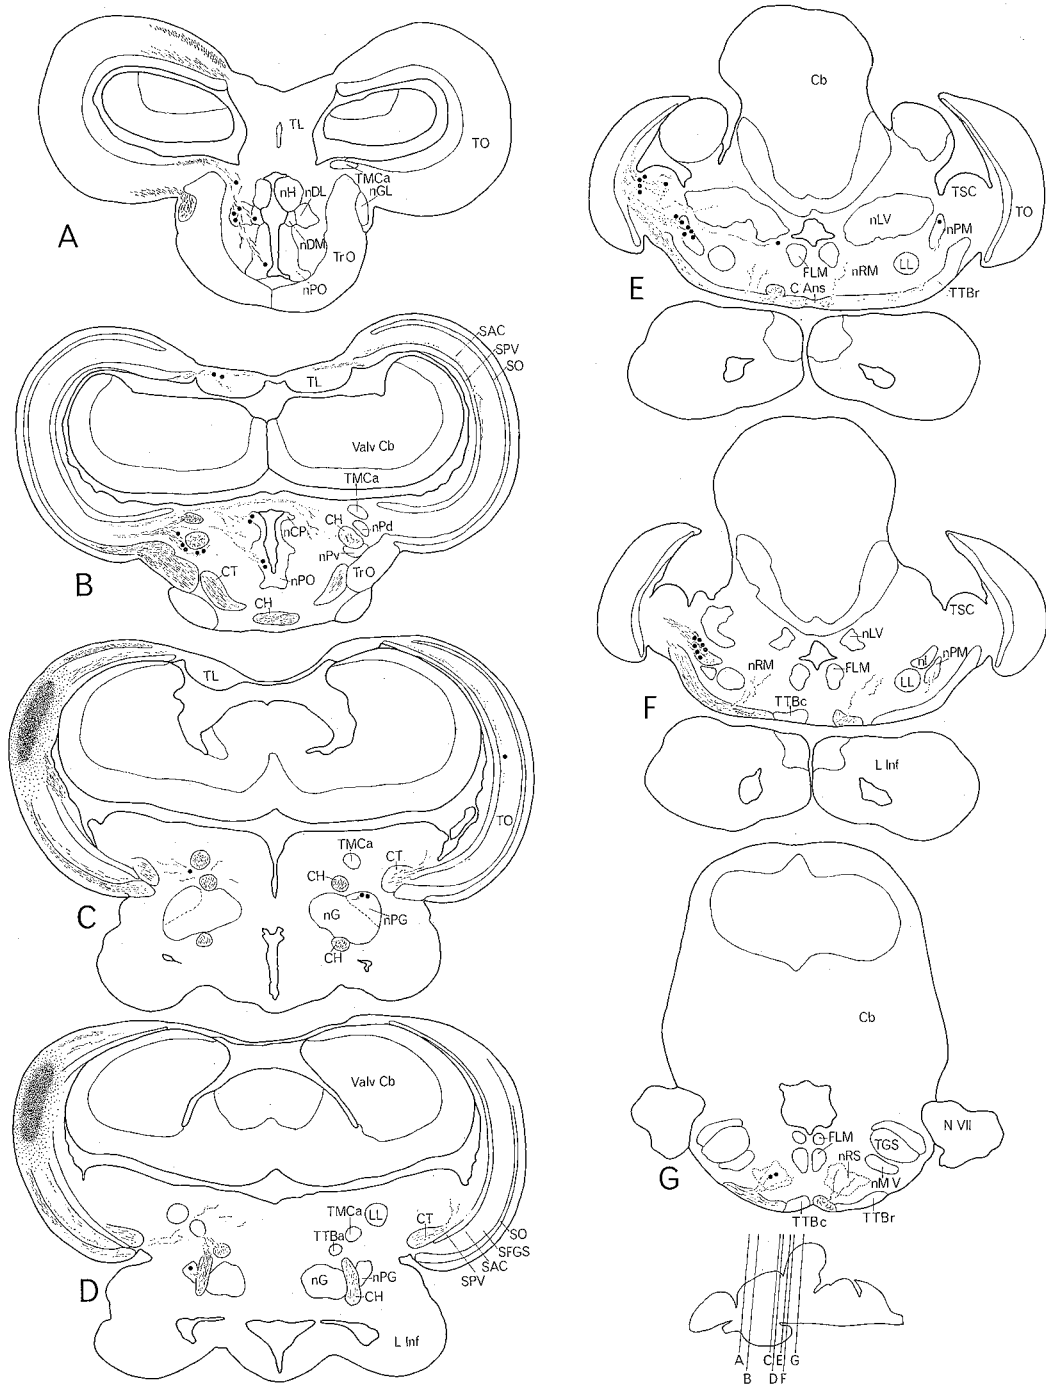 TL
TO
TMCa
nGL
nH
nDL
nDM
TrO
nPO
A
SAC
SPV
SO
TL
Valv Cb
TMCa
CH
nPd
nCP
nPv
nPO
TrO
CT
CH
B
TL
TO
TMCa
CT
CH
nG
nPG
CH
C
Valv Cb
TMCa
LL
TTBa
CT
SO
SFGS
SAC
SPV
nG
nPG
CH
L Inf
D
Cb
TSC
TO
nLV
nPM
FLM
nRM
LL
C Ans
TTBr
E
TSC
nLV
nRM
FLM
nI
nPM
LL
TTBc
F
L Inf
Cb
N VII
FLM
TGS
nRS
nM V
G
TTBc
TTBr
A
C
E
G
B
D
F